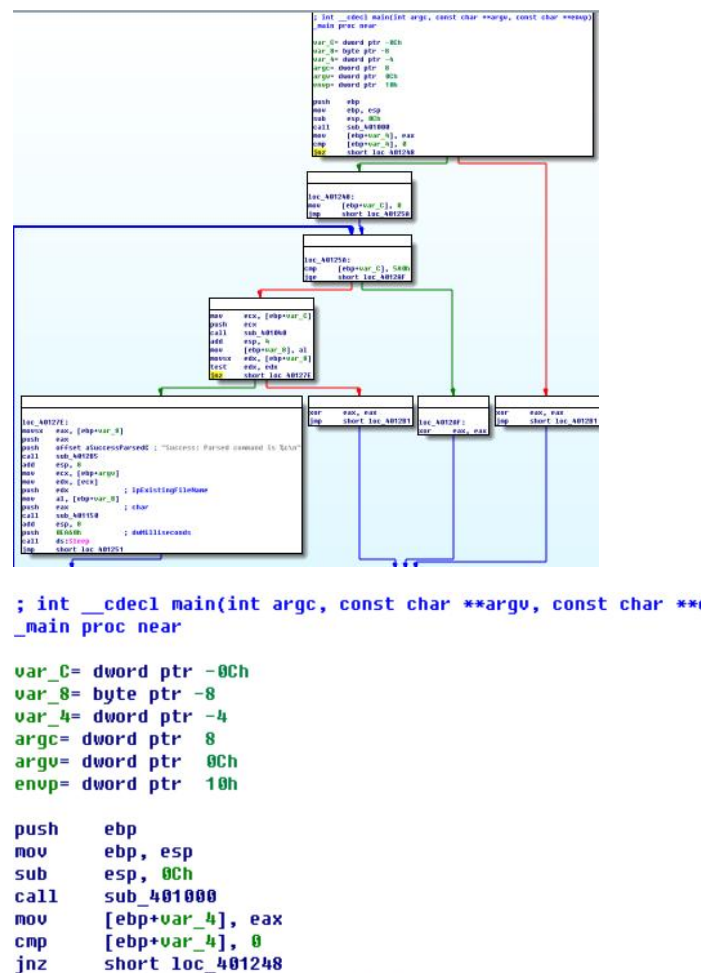 ; int __cdecl main(int argc, const char **argv, const char **envp)
_main proc near
var_C= dword ptr -0Ch
var_8= byte ptr -8
var_4= dword ptr -4
argc= dword ptr 8
argv= dword ptr 0Ch
envp= dword ptr 10h
push ebp
mov ebp, esp
sub esp, 0Ch
call sub_401000
mov [ebp+var_4], eax
cmp [ebp+var_4], 0
jnz short loc_401248
loc_401248:
mov [ebp+var_C], 0
jmp short loc_40125A
loc_40125A:
cmp [ebp+var_C], 5A0h
jge short loc_4012AF
mov ecx, [ebp+var_C]
push ecx
call sub_401040
add esp, 4
mov [ebp+var_8], al
movsx edx, [ebp+var_8]
test edx, edx
jnz short loc_40127E
loc_40127E:
movsx eax, [ebp+var_8]
push eax
push offset aSuccessParsedC ; "Success: Parsed command is %c\n"
call
add esp, 8
mov ecx, [ebp+argv]
mov edx, [ecx]
push edx ; lpExistingFileName
mov al, [ebp+var_8]
push eax ; char
call sub_401150
add esp, 8
push 0EA60h ; dwMilliseconds
call ds:Sleep
jmp short loc_401251
xor eax, eax
jmp short loc_4012B1
loc_4012AF:
xor eax, eax
xor eax, eax
jmp short loc_4012B1
; int __cdecl main(int argc, const char **argv, const char **
_main proc near
var_C= dword ptr -0Ch
var_8= byte ptr -8
var_4= dword ptr -4
argc= dword ptr 8
argv= dword ptr 0Ch
envp= dword ptr 10h
push ebp
mov ebp, esp
sub esp, 0Ch
call sub_401000
mov [ebp+var_4], eax
cmp [ebp+var_4], 0
jnz short loc_401248